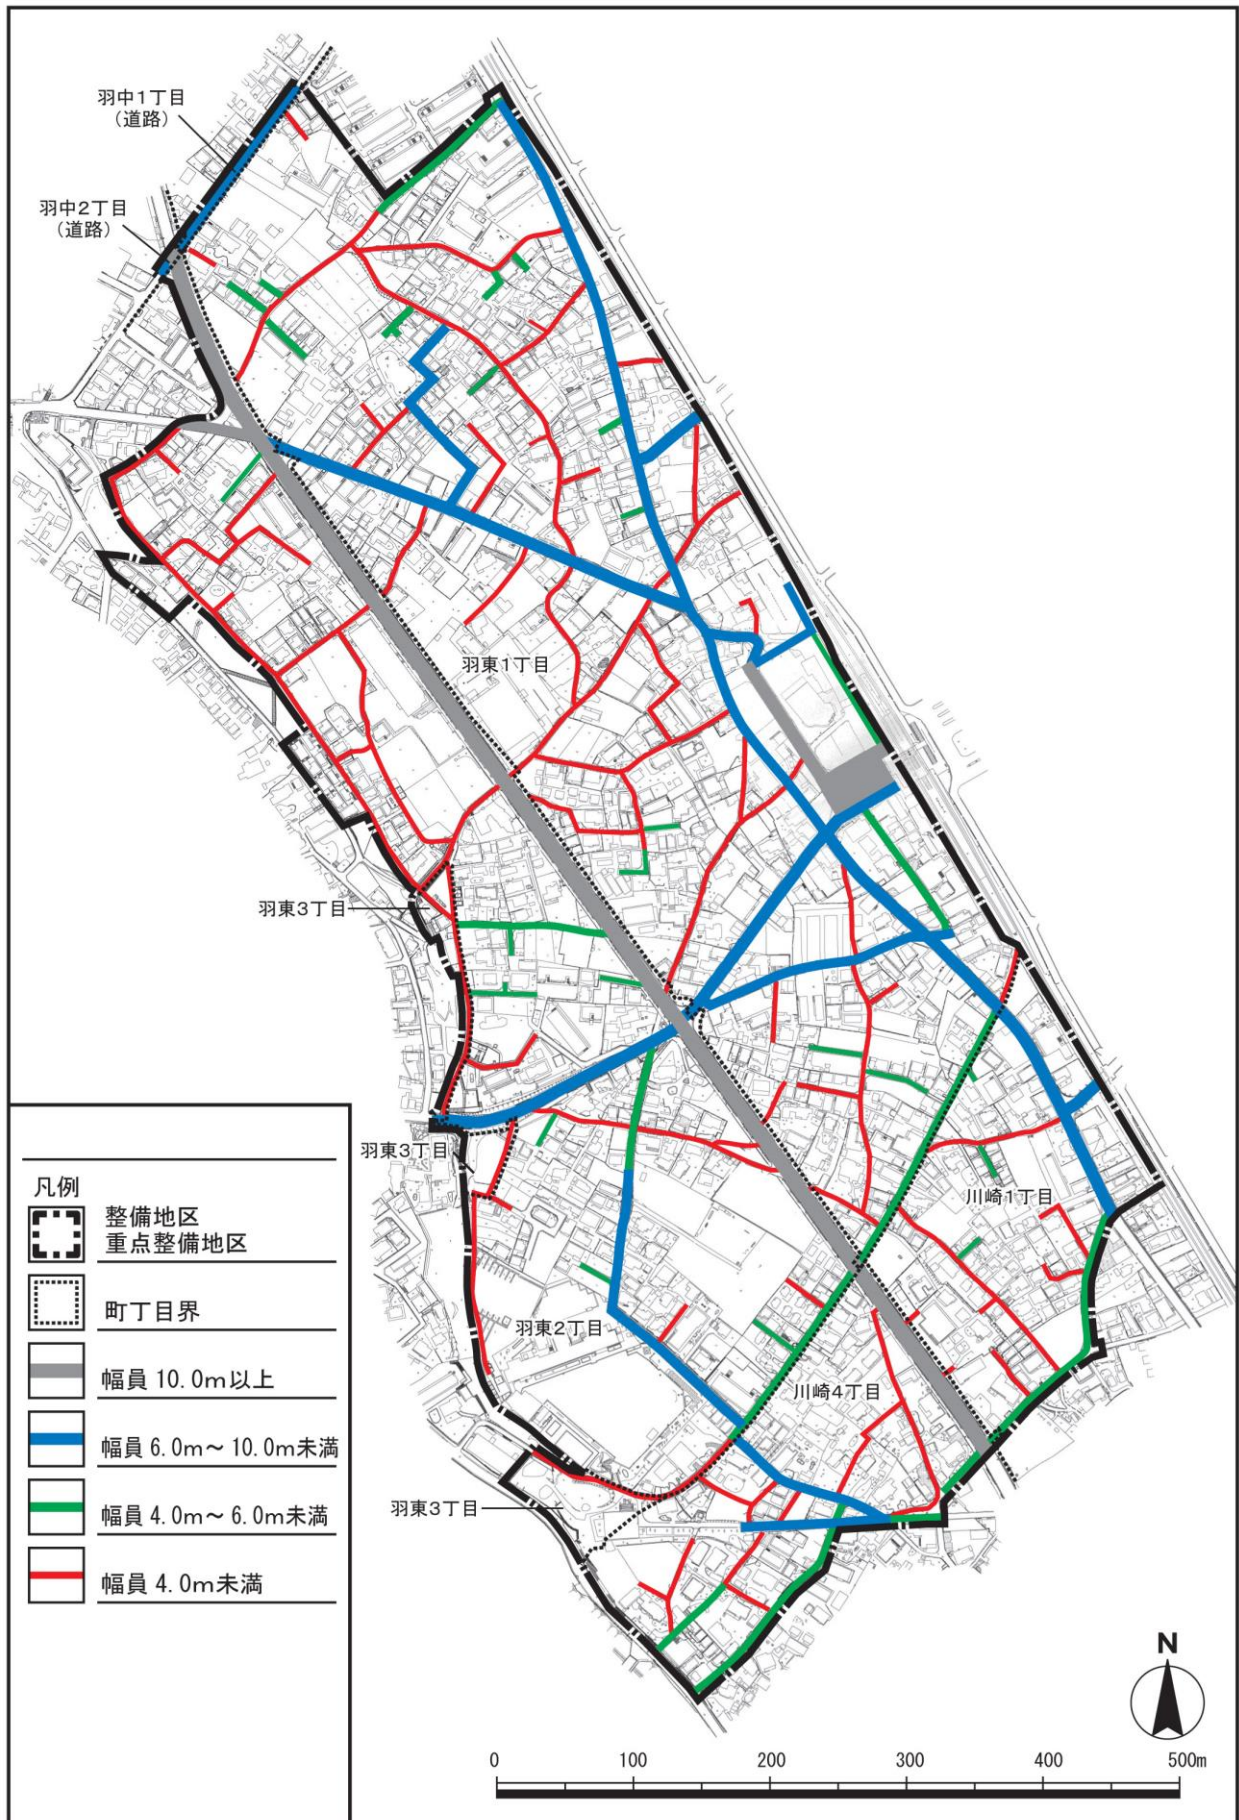 羽中1丁目
(道路)
羽中2丁目
(道路)
羽東1丁目
羽東3丁目
羽東3丁目
川崎1丁目
羽東2丁目
川崎4丁目
羽東3丁目
凡例
整備地区
重点整備地区
町丁目界
幅員 10.0m以上
幅員 6.0m～10.0m未満
幅員 4.0m～6.0m未満
幅員 4.0m未満
N
0 100 200 300 400 500m